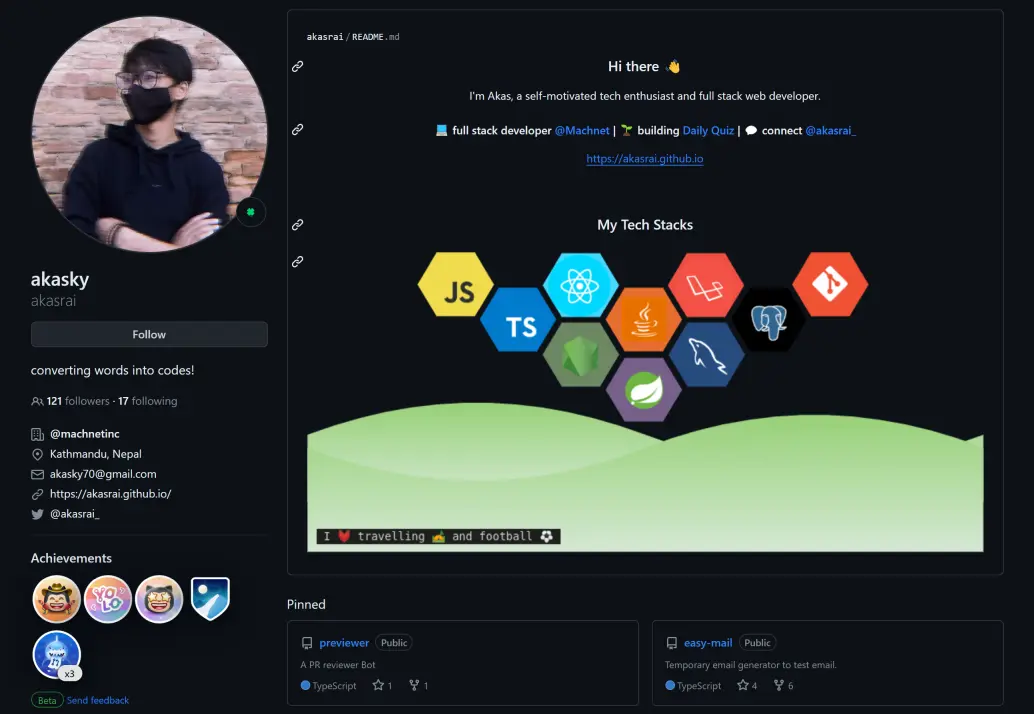 akasrai/README.md
Hi there 👋
I'm Akas, a self-motivated tech enthusiast and full stack web developer.
💻 full stack developer @Machnet | 🌱 building Daily Quiz | 💬 connect @akasrai_
https://akasrai.github.io
My Tech Stacks
JS
TS
I ❤️ travelling 🏕️ and football ⚽
akasky
akasrai
Follow
converting words into codes!
121 followers · 17 following
@machnetinc
Kathmandu, Nepal
akasky70@gmail.com
https://akasrai.github.io/
@akasrai_
Achievements
YOLO
x3
Beta Send feedback
Pinned
previewer Public
A PR reviewer Bot
TypeScript 1 1
easy-mail Public
Temporary email generator to test email.
TypeScript 4 6